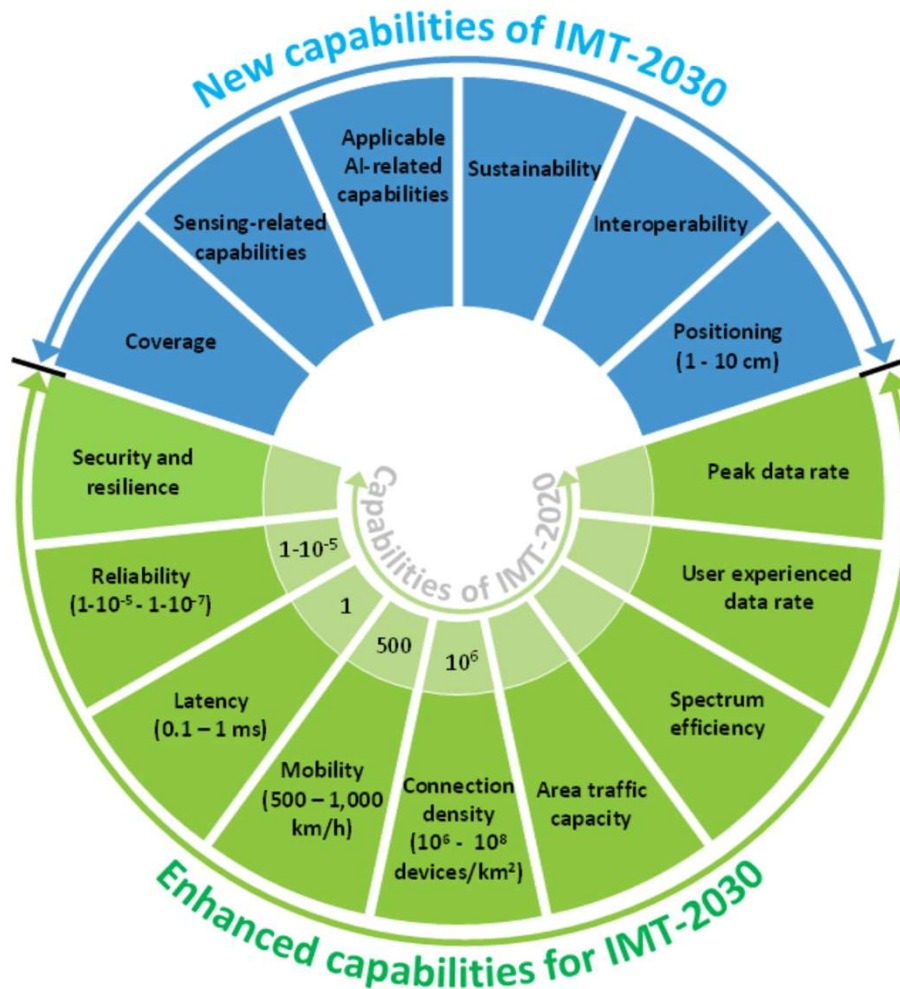 New capabilities of IMT-2030
Applicable
AI-related
capabilities
Sustainability
Sensing-related
capabilities
Interoperability
Coverage
Positioning
(1 - 10 cm)
Security and
resilience
Peak data rate
Capabilities of IMT-2020
1-10⁻⁵
1
500
10⁶
Reliability
(1-10⁻⁵ - 1-10⁻⁷)
User experienced
data rate
Latency
(0.1 – 1 ms)
Spectrum
efficiency
Mobility
(500 – 1,000
km/h)
Connection
density
(10⁶ - 10⁸
devices/km²)
Area traffic
capacity
Enhanced capabilities for IMT-2030